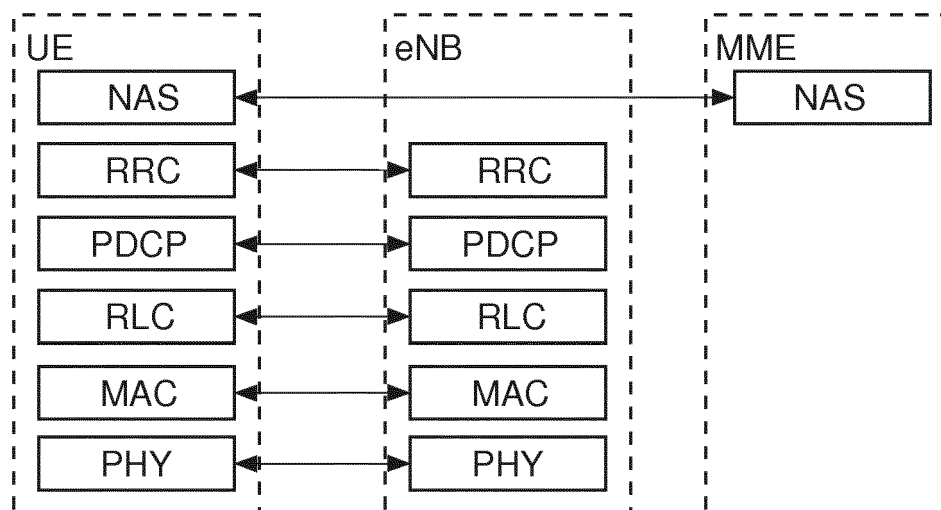 UE eNB MME
NAS NAS
RRC RRC
PDCP PDCP
RLC RLC
MAC MAC
PHY PHY